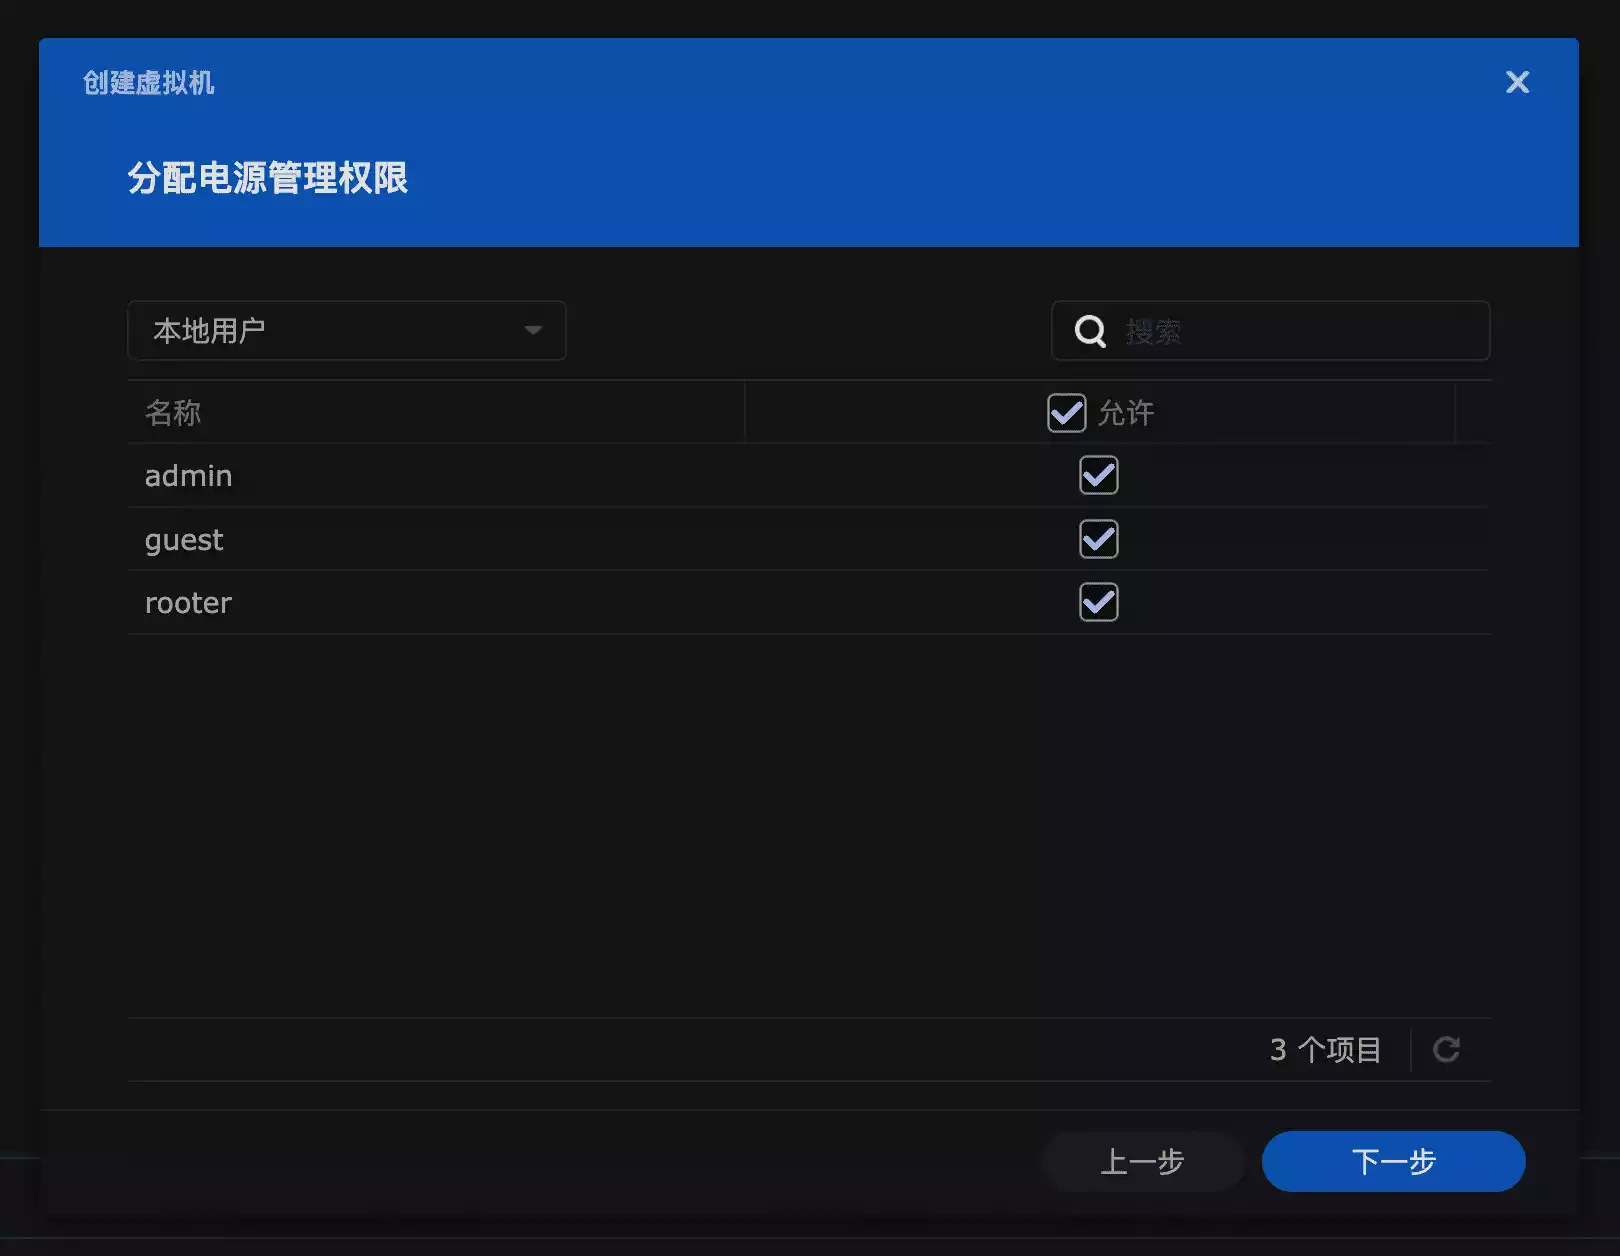 创建虚拟机
分配电源管理权限
本地用户
搜索
名称 允许
admin
guest
rooter
3 个项目
上一步 下一步